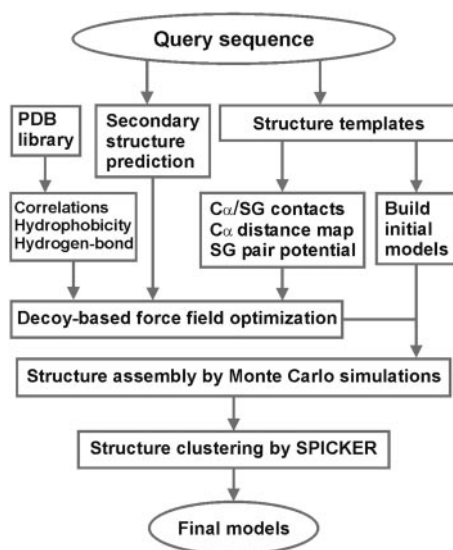 Query sequence
PDB
library
Secondary
structure
prediction
Structure templates
Correlations
Hydrophobicity
Hydrogen-bond
Cα/SG contacts
Cα distance map
SG pair potential
Build
initial
models
Decoy-based force field optimization
Structure assembly by Monte Carlo simulations
Structure clustering by SPICKER
Final models